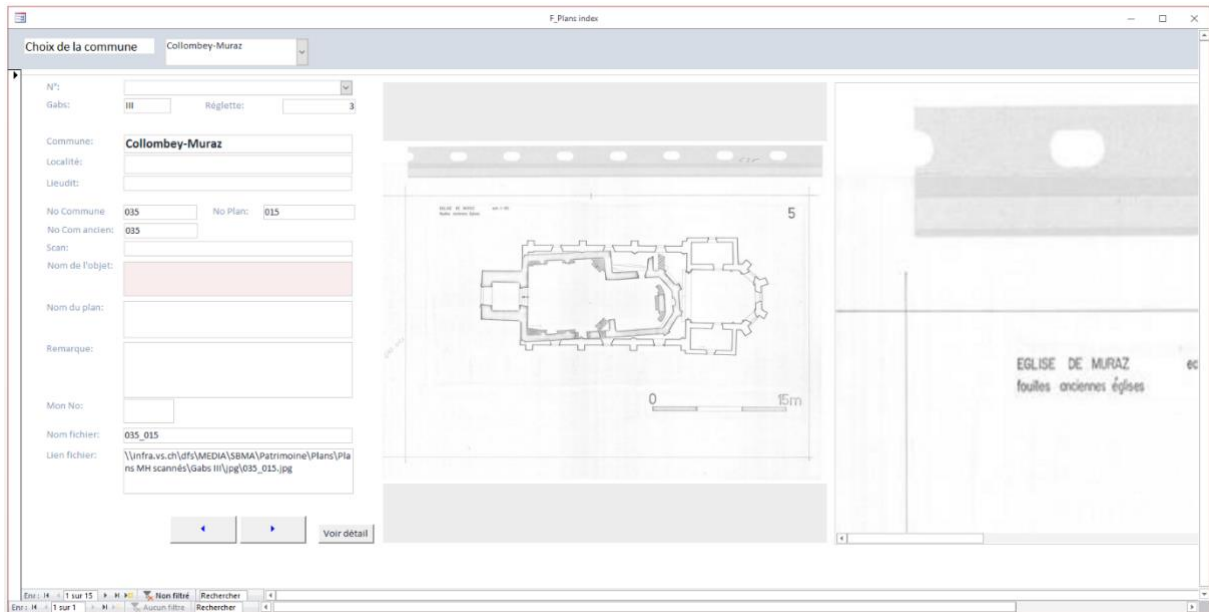 F_Plans index
Choix de la commune
Collombey-Muraz
N°:
Gabs: III Réglette: 3
Commune: Collombey-Muraz
Localité:
Lieudit:
No Commune 035 No Plan: 015
No Com ancien: 035
Scan:
Nom de l'objet:
Nom du plan:
Remarque:
Mon No:
Nom fichier: 035_015
Lien fichier: \\infra.vs.ch\dfs\MEDIA\SBMA\Patrimoine\Plans\Pla
ns MH scannés\Gabs III\jpg\035_015.jpg
Voir détail
5
0 15m
EGLISE DE MURAZ ec
fouilles anciennes églises
Enr: 1 sur 15 Non filtré Rechercher
Enr: 1 sur 1 Aucun filtre Rechercher